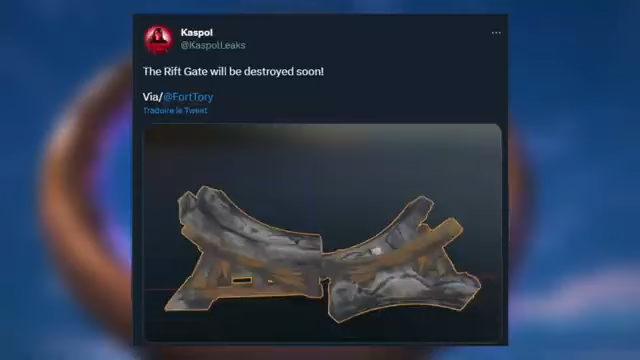 Kaspol
@KaspolLeaks
The Rift Gate will be destroyed soon!
Via/@FortTory
Traduire le Tweet